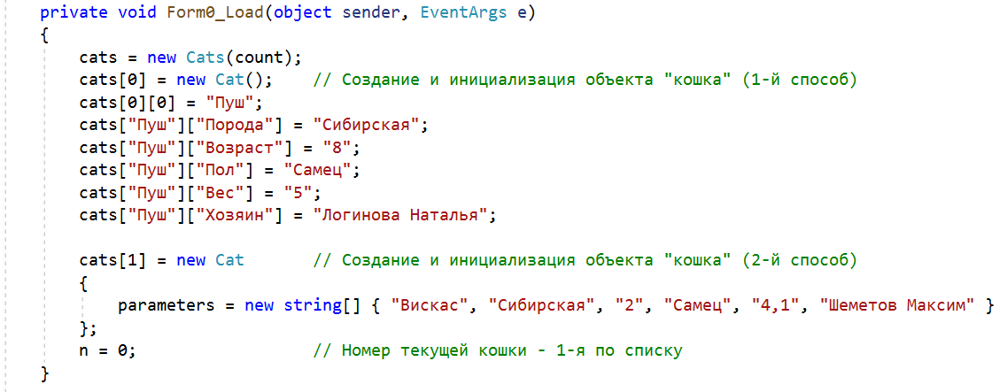 private void Form0_Load(object sender, EventArgs e)
{
cats = new Cats(count);
cats[0] = new Cat();    // Создание и инициализация объекта "кошка" (1-й способ)
cats[0][0] = "Пуш";
cats["Пуш"]["Порода"] = "Сибирская";
cats["Пуш"]["Возраст"] = "8";
cats["Пуш"]["Пол"] = "Самец";
cats["Пуш"]["Вес"] = "5";
cats["Пуш"]["Хозяин"] = "Логинова Наталья";
cats[1] = new Cat       // Создание и инициализация объекта "кошка" (2-й способ)
{
parameters = new string[] { "Вискас", "Сибирская", "2", "Самец", "4,1", "Шеметов Максим" }
};
n = 0;                  // Номер текущей кошки - 1-я по списку
}